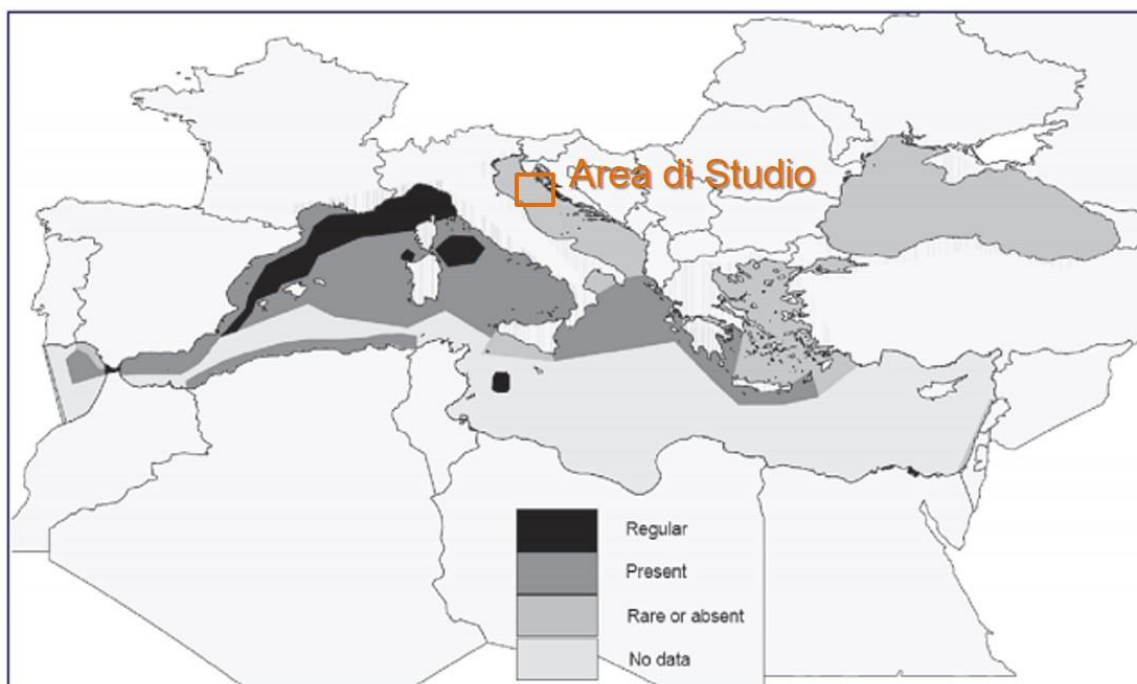 Area di Studio
Regular
Present
Rare or absent
No data